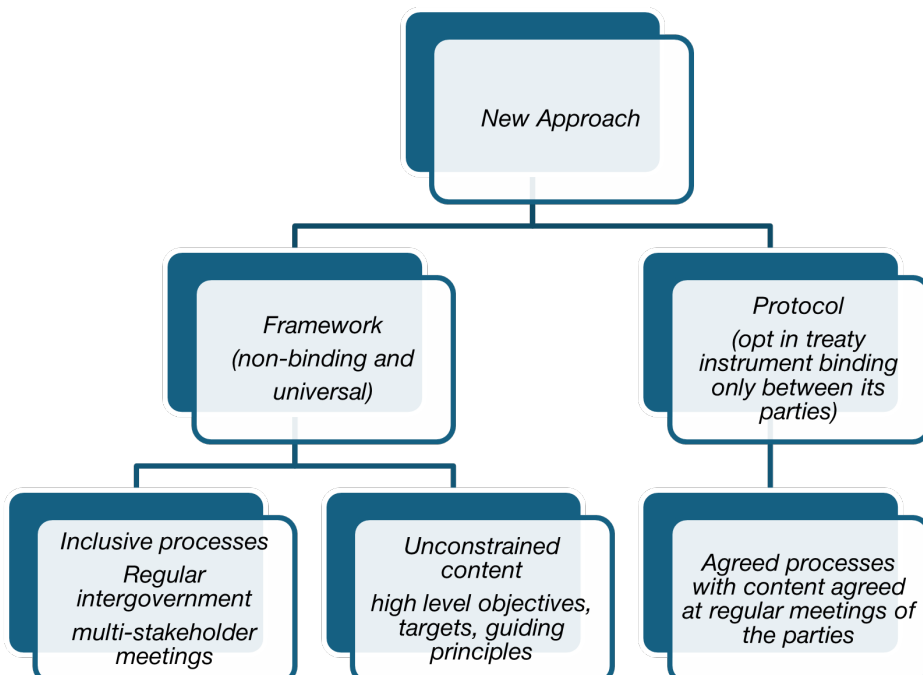 New Approach
Framework
(non-binding and
universal)
Protocol
(opt in treaty
instrument binding
only between its
parties)
Inclusive processes
Regular
intergovernment
multi-stakeholder
meetings
Unconstrained
content
high level objectives,
targets, guiding
principles
Agreed processes
with content agreed
at regular meetings of
the parties